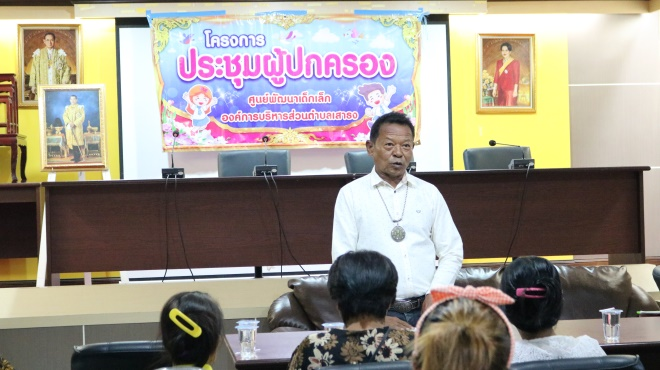 โครงการ
ประชุมผู้ปกครอง
ศูนย์พัฒนาเด็กเล็ก
องค์การบริหารส่วนตำบลเสารง